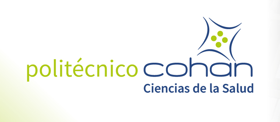 politécnico cohan
Ciencias de la Salud